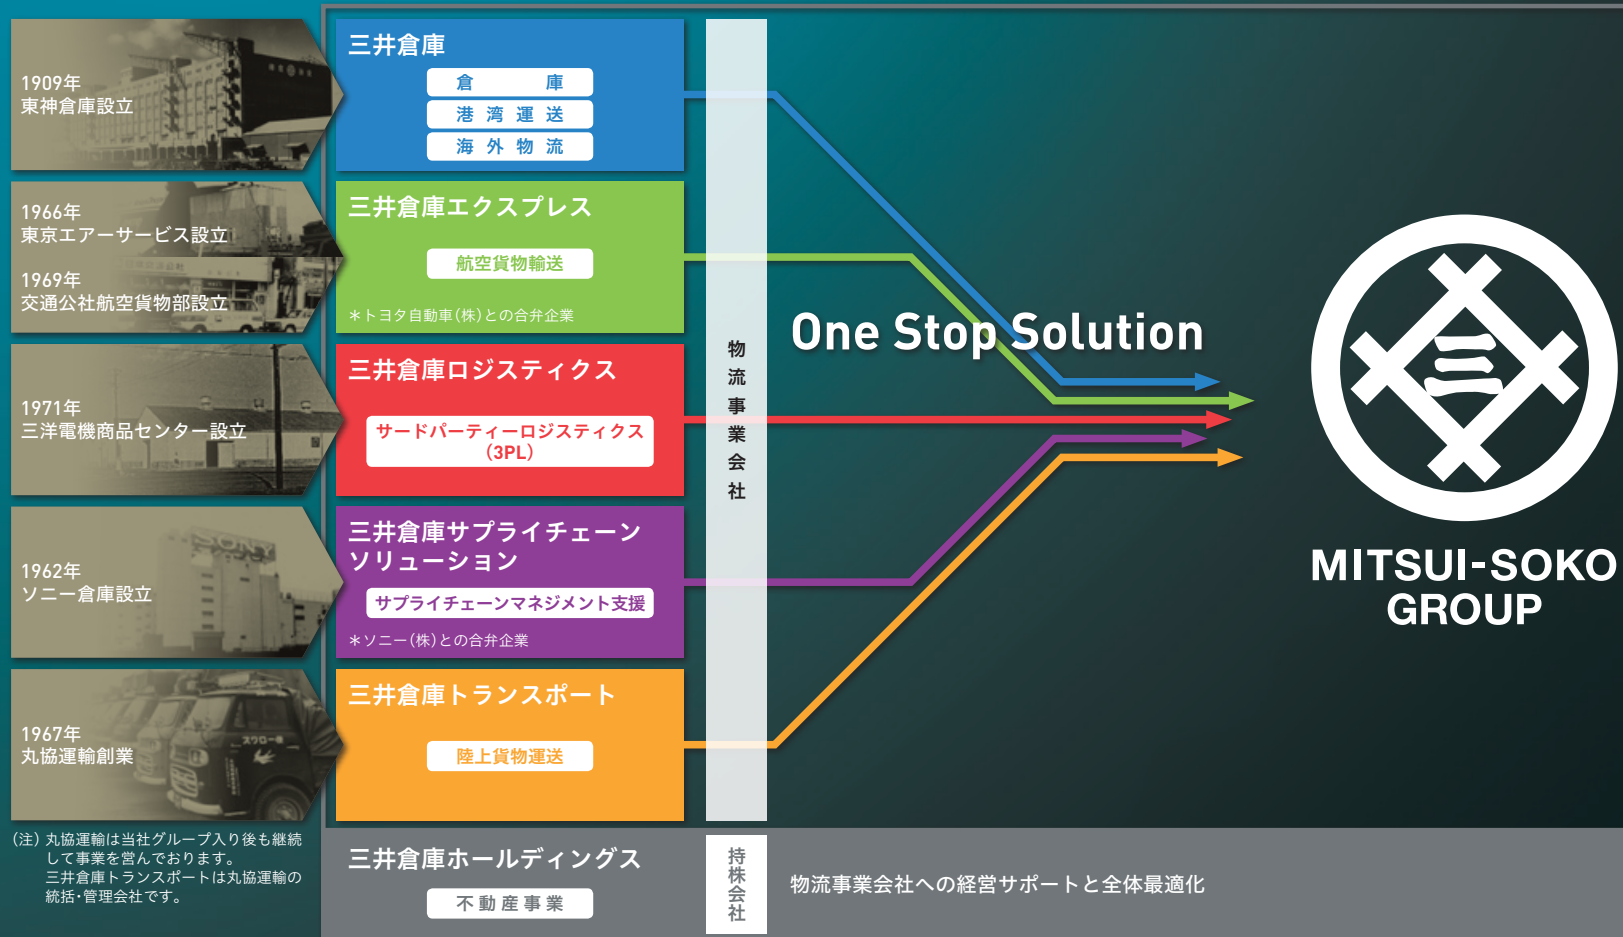 1909年
東神倉庫設立
三井倉庫
倉庫
港湾運送
海外物流
1966年
東京エアーサービス設立
1969年
交通公社航空貨物部設立
三井倉庫エクスプレス
航空貨物輸送
＊トヨタ自動車（株）との合弁企業
1971年
三洋電機商品センター設立
三井倉庫ロジスティクス
サードパーティーロジスティクス
（3PL）
1962年
ソニー倉庫設立
SONY
三井倉庫サプライチェーン
ソリューション
サプライチェーンマネジメント支援
＊ソニー（株）との合弁企業
1967年
丸協運輸創業
スワロー便
三井倉庫トランスポート
陸上貨物運送
（注）丸協運輸は当社グループ入り後も継続
して事業を営んでおります。
三井倉庫トランスポートは丸協運輸の
統括・管理会社です。
三井倉庫ホールディングス
不動産事業
物流事業会社
持株会社
One Stop Solution
物流事業会社への経営サポートと全体最適化
三
MITSUI-SOKO
GROUP